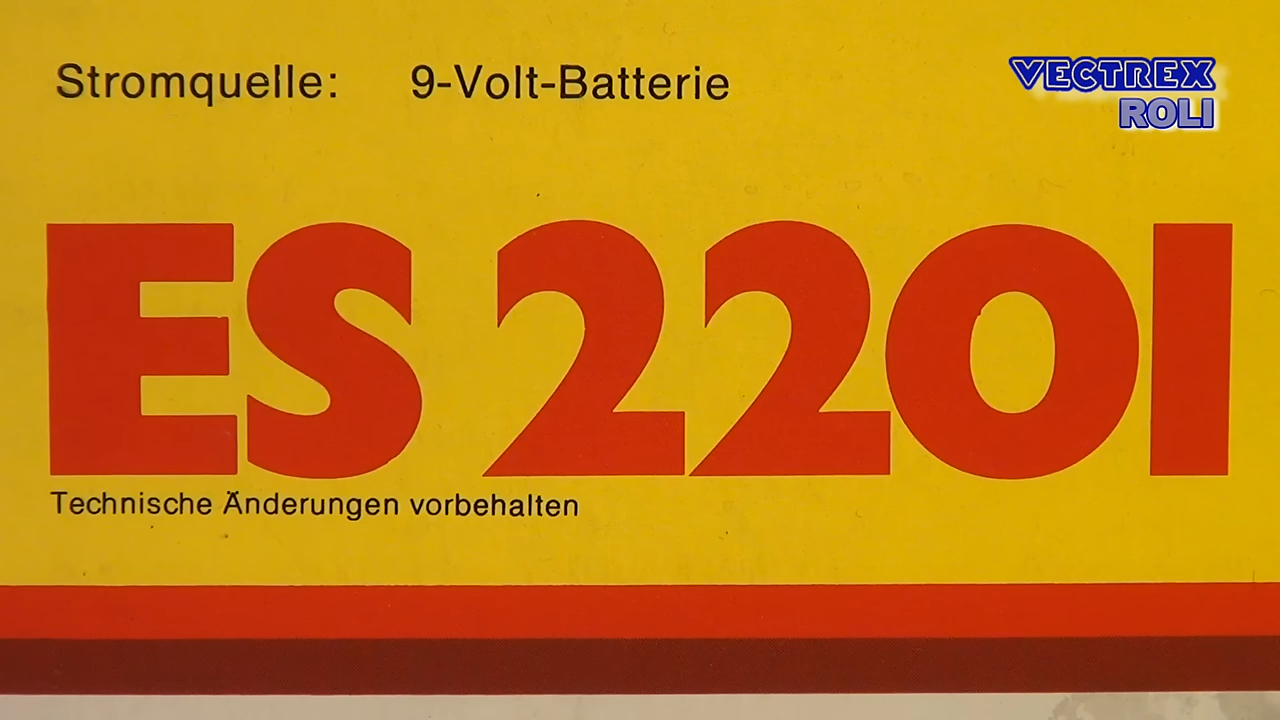 Stromquelle: 9-Volt-Batterie
VECTREX
ROLI
ES 2201
Technische Änderungen vorbehalten